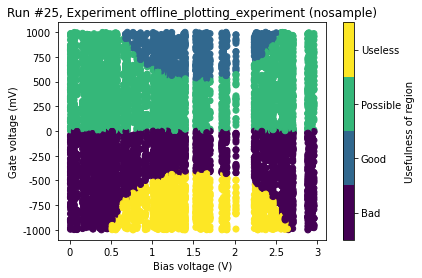 Run #25, Experiment offline_plotting_experiment (nosample)
1000
750
500
250
0
-250
-500
-750
-1000
Gate voltage (mV)
0
0.5
1
1.5
2
2.5
3
Bias voltage (V)
Useless
Possible
Good
Bad
Usefulness of region